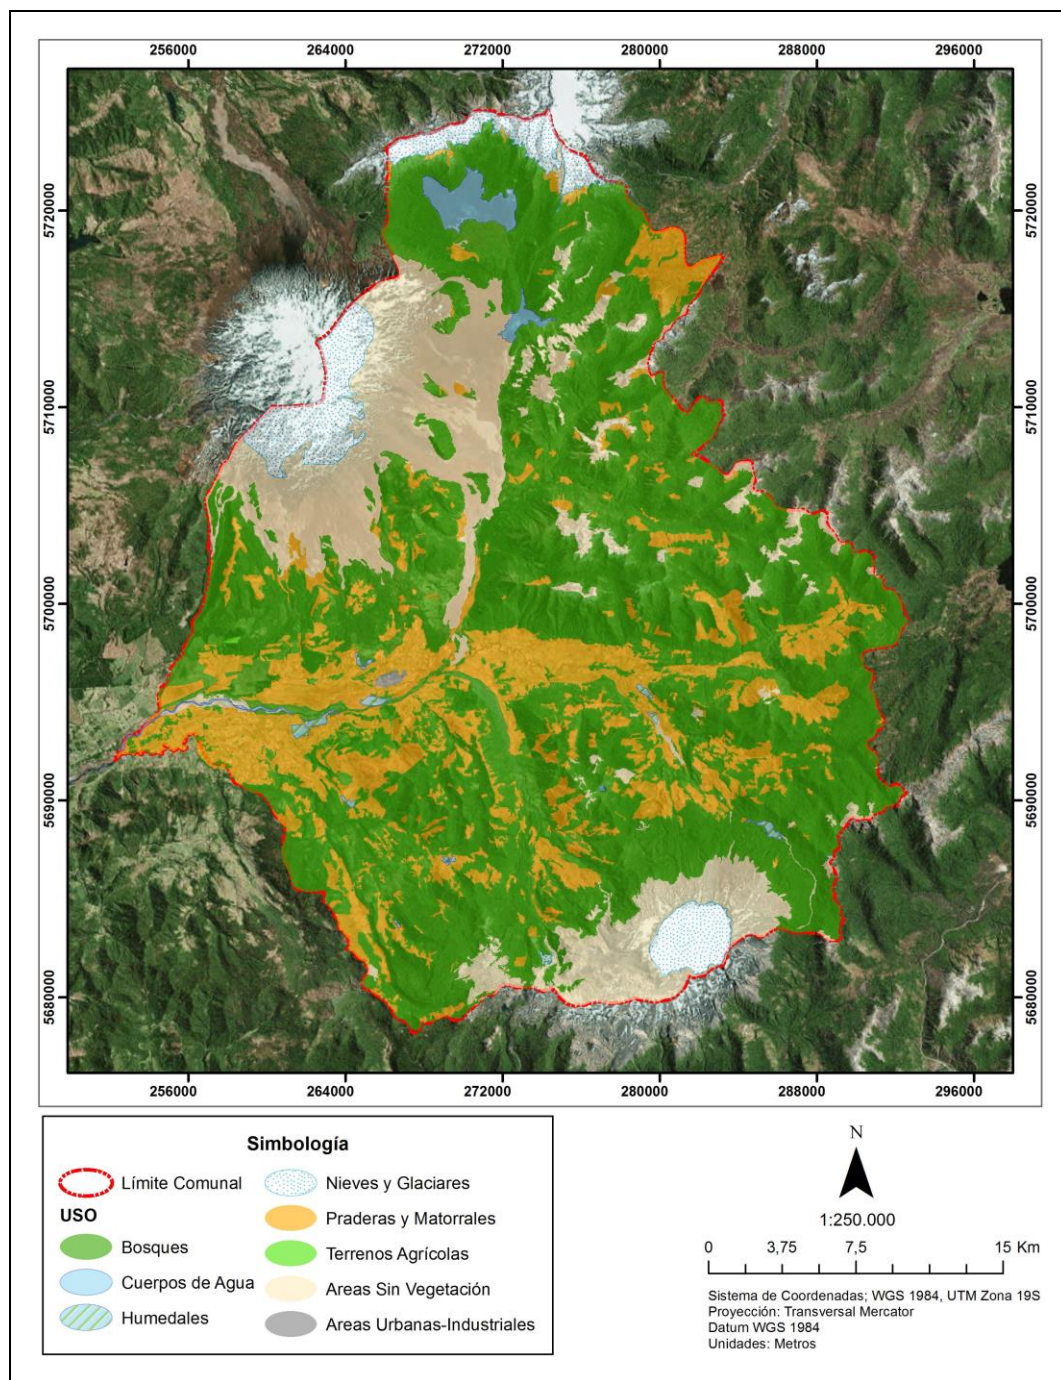 256000 264000 272000 280000 288000 296000
5720000 5720000
5710000 5710000
5700000 5700000
5690000 5690000
5680000 5680000
256000 264000 272000 280000 288000 296000
Simbología
Límite Comunal
USO
Bosques
Cuerpos de Agua
Humedales
Nieves y Glaciares
Praderas y Matorrales
Terrenos Agrícolas
Areas Sin Vegetación
Areas Urbanas-Industriales
N
1:250.000
0 3,75 7,5 15 Km
Sistema de Coordenadas; WGS 1984, UTM Zona 19S
Proyección: Transversal Mercator
Datum WGS 1984
Unidades: Metros